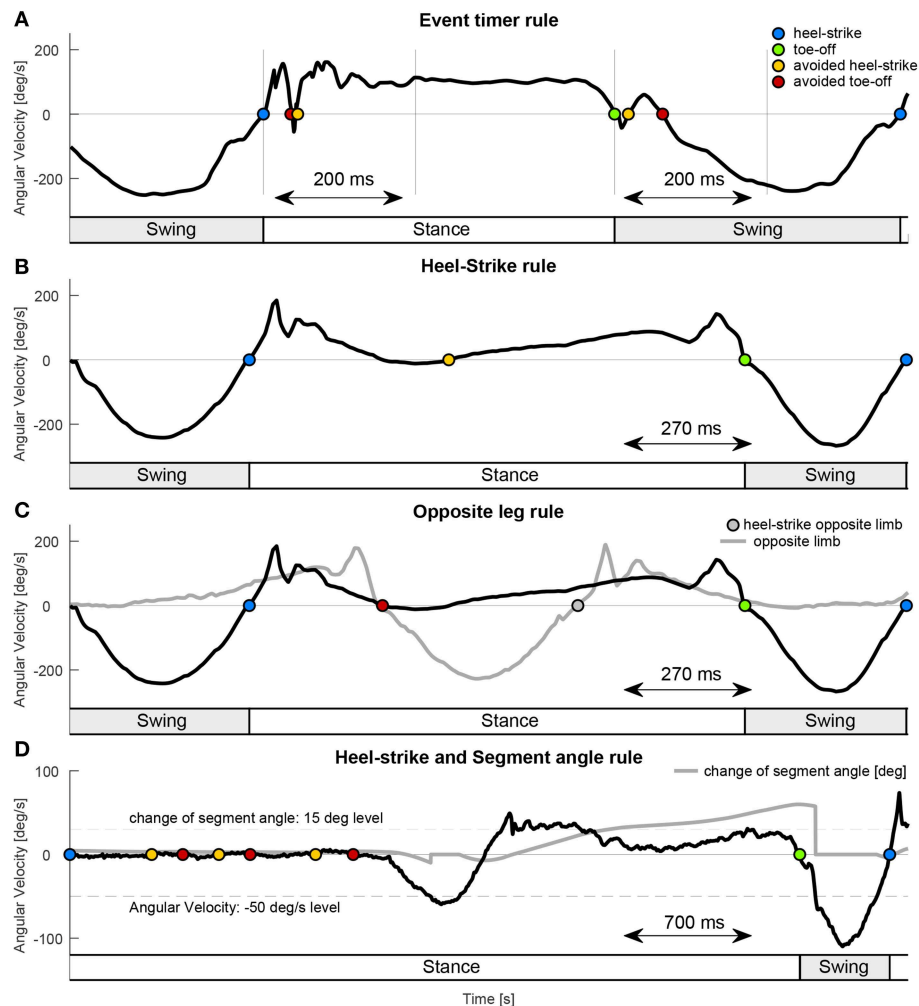 A
Event timer rule
heel-strike
toe-off
avoided heel-strike
avoided toe-off
Angular Velocity [deg/s]
200
0
-200
200 ms
200 ms
Swing
Stance
Swing
B
Heel-Strike rule
Angular Velocity [deg/s]
200
0
-200
270 ms
Swing
Stance
Swing
C
Opposite leg rule
heel-strike opposite limb
opposite limb
Angular Velocity [deg/s]
200
0
-200
270 ms
Swing
Stance
Swing
D
Heel-strike and Segment angle rule
change of segment angle [deg]
Angular Velocity [deg/s]
100
0
-100
change of segment angle: 15 deg level
Angular Velocity: -50 deg/s level
700 ms
Stance
Swing
Time [s]